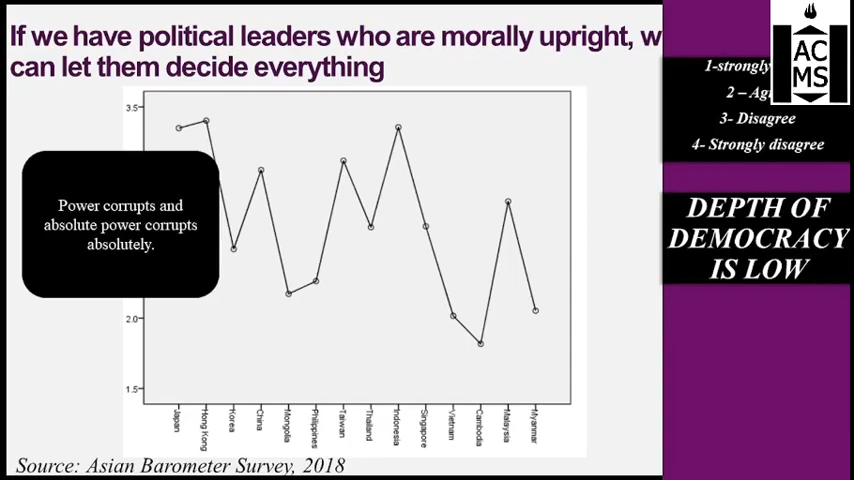 If we have political leaders who are morally upright, w
can let them decide everything
AC
MS
1-strongly
2 – Ag
3- Disagree
4- Strongly disagree
DEPTH OF
DEMOCRACY
IS LOW
3.5
Power corrupts and
absolute power corrupts
absolutely.
2.0
1.5
Japan
Hong Kong
Korea
China
Mongolia
Philippines
Taiwan
Thailand
Indonesia
Singapore
Vietnam
Cambodia
Malaysia
Myanmar
Source: Asian Barometer Survey, 2018